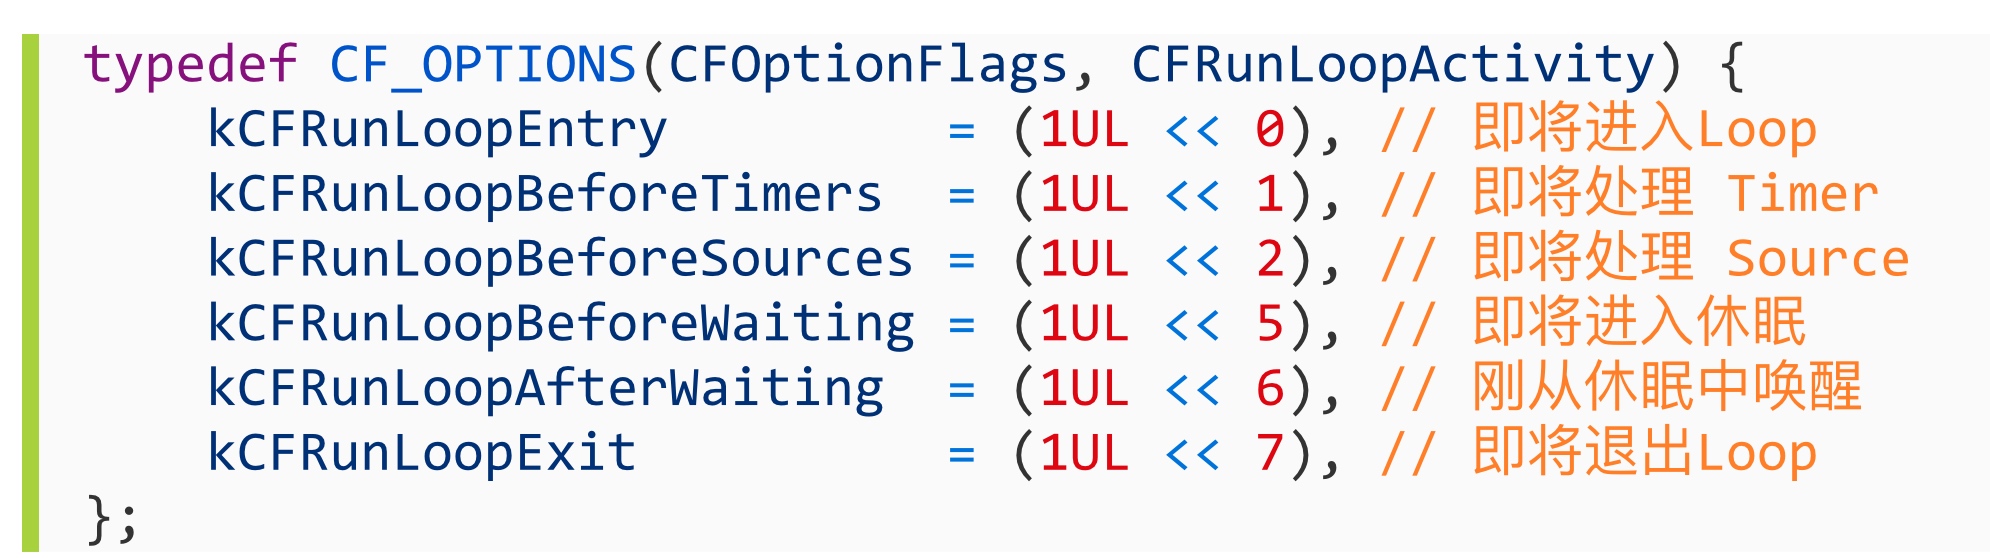 typedef CF_OPTIONS(CFOptionFlags, CFRunLoopActivity) {
    kCFRunLoopEntry         = (1UL << 0), // 即将进入Loop
    kCFRunLoopBeforeTimers  = (1UL << 1), // 即将处理 Timer
    kCFRunLoopBeforeSources = (1UL << 2), // 即将处理 Source
    kCFRunLoopBeforeWaiting = (1UL << 5), // 即将进入休眠
    kCFRunLoopAfterWaiting  = (1UL << 6), // 刚从休眠中唤醒
    kCFRunLoopExit          = (1UL << 7), // 即将退出Loop
};